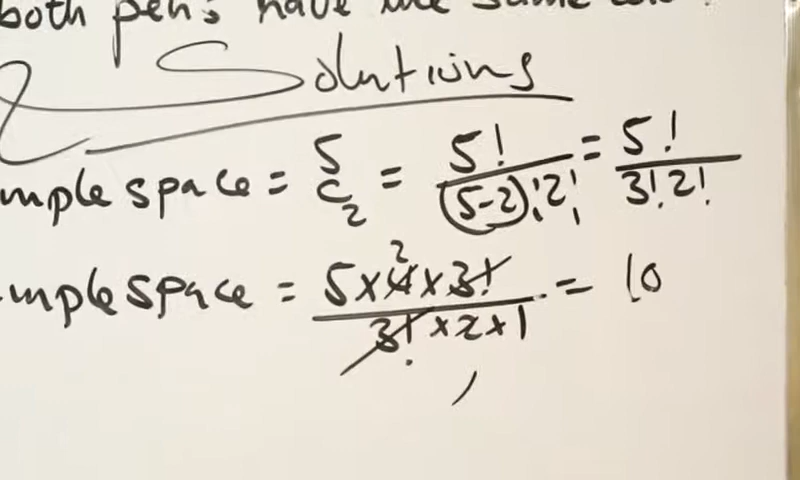 both pens have the same
Solutions
mple space = 5C2 = 5!/(5-2)!2! = 5!/3!2!
mple space = 5×4×3!/3!×2×1 = 10
2